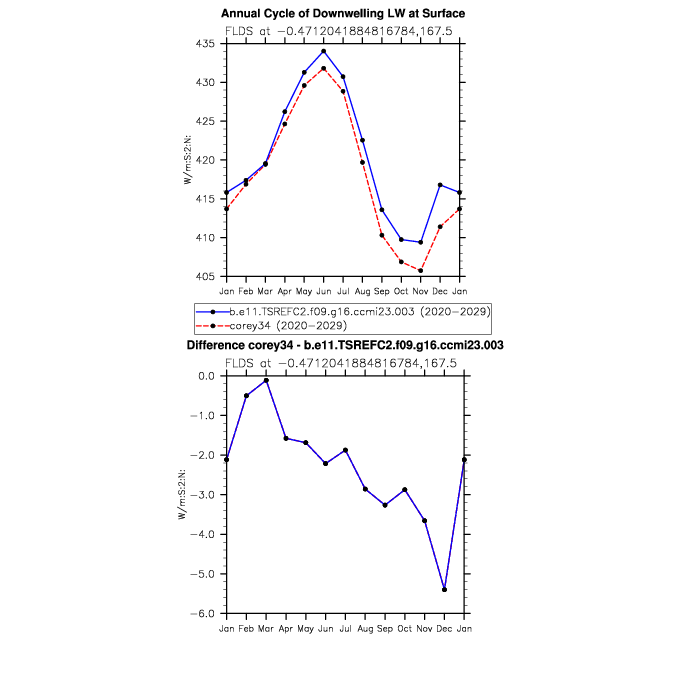 Annual Cycle of Downwelling LW at Surface
FLDS at -0.4712041884816784,167.5
435
430
425
420
415
410
405
W/m:S:2:N:
Jan Feb Mar Apr May Jun Jul Aug Sep Oct Nov Dec Jan
b.e11.TSREFC2.f09.g16.ccmi23.003 (2020-2029)
corey34 (2020-2029)
Difference corey34 - b.e11.TSREFC2.f09.g16.ccmi23.003
FLDS at -0.4712041884816784,167.5
0.0
-1.0
-2.0
-3.0
-4.0
-5.0
-6.0
W/m:S:2:N:
Jan Feb Mar Apr May Jun Jul Aug Sep Oct Nov Dec Jan